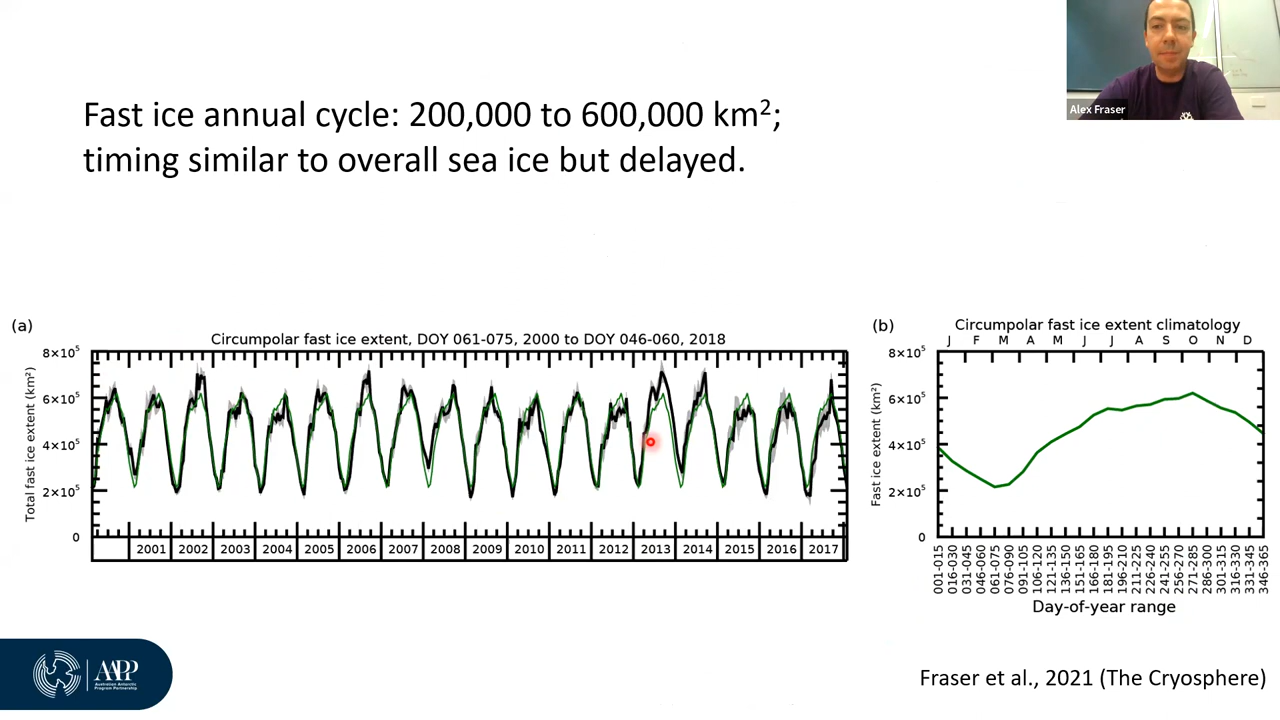 Alex Fraser
Fast ice annual cycle: 200,000 to 600,000 km²;
timing similar to overall sea ice but delayed.
(a)
Circumpolar fast ice extent, DOY 061-075, 2000 to DOY 046-060, 2018
Total fast ice extent (km²)
8×10⁵
6×10⁵
4×10⁵
2×10⁵
0
2001 2002 2003 2004 2005 2006 2007 2008 2009 2010 2011 2012 2013 2014 2015 2016 2017
(b)
Circumpolar fast ice extent climatology
J F M A M J J A S O N D
Fast ice extent (km²)
8×10⁵
6×10⁵
4×10⁵
2×10⁵
0
001-015
016-030
031-045
046-060
061-075
076-090
091-105
106-120
121-135
136-150
151-165
166-180
181-195
196-210
211-225
226-240
241-255
256-270
271-285
286-300
301-315
316-330
331-345
346-365
Day-of-year range
AAPP
Australian Antarctic
Program Partnership
Fraser et al., 2021 (The Cryosphere)